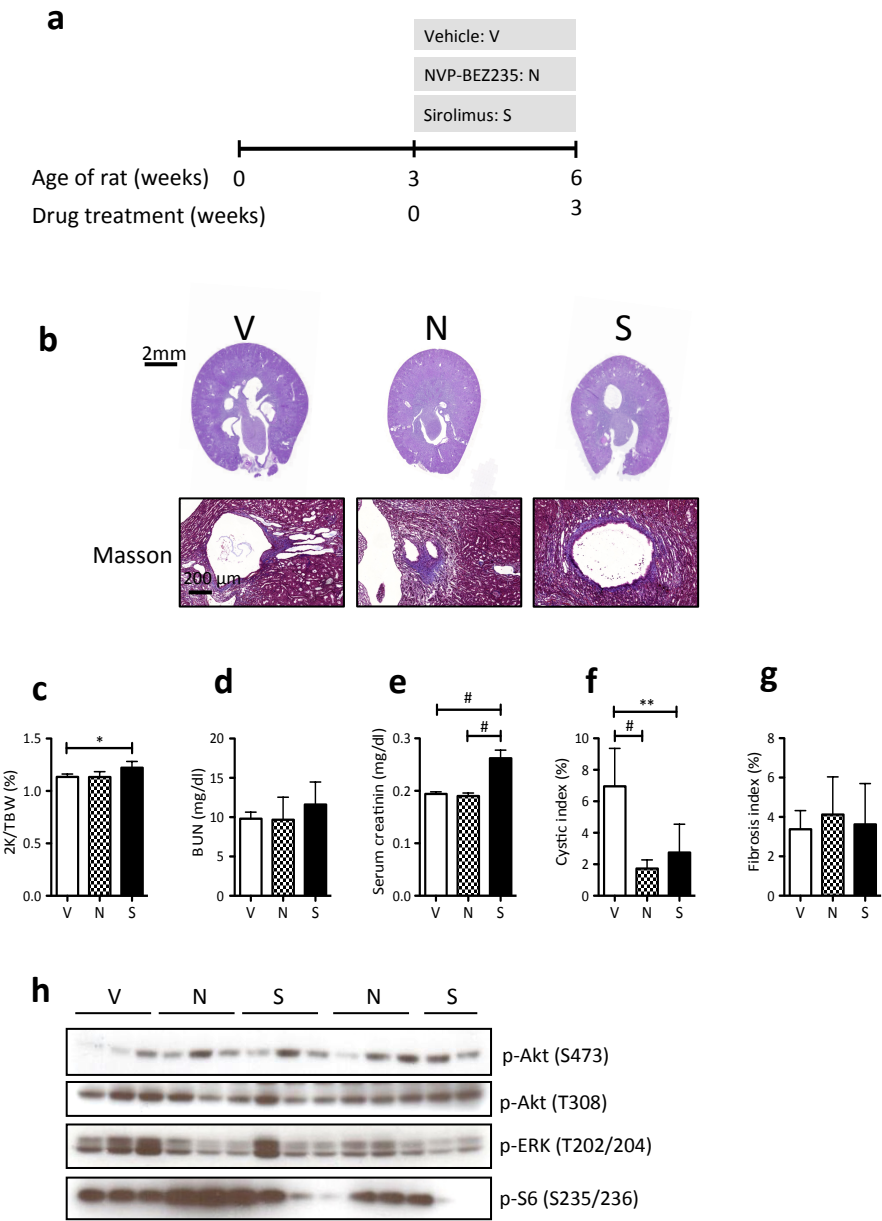 a
Vehicle: V
NVP-BEZ235: N
Sirolimus: S
Age of rat (weeks) 0 3 6
Drug treatment (weeks) 0 3
b
V N S
2mm
Masson
200 μm
c
2K/TBW (%)
1.5
1.0
0.5
0.0
*
V N S
d
BUN (mg/dl)
20
15
10
5
0
V N S
e
Serum creatinin (mg/dl)
0.3
0.2
0.1
0.0
#
#
V N S
f
Cystic index (%)
10
8
6
4
2
0
**
#
V N S
g
Fibrosis index (%)
8
6
4
2
0
V N S
h
V N S N S
p-Akt (S473)
p-Akt (T308)
p-ERK (T202/204)
p-S6 (S235/236)